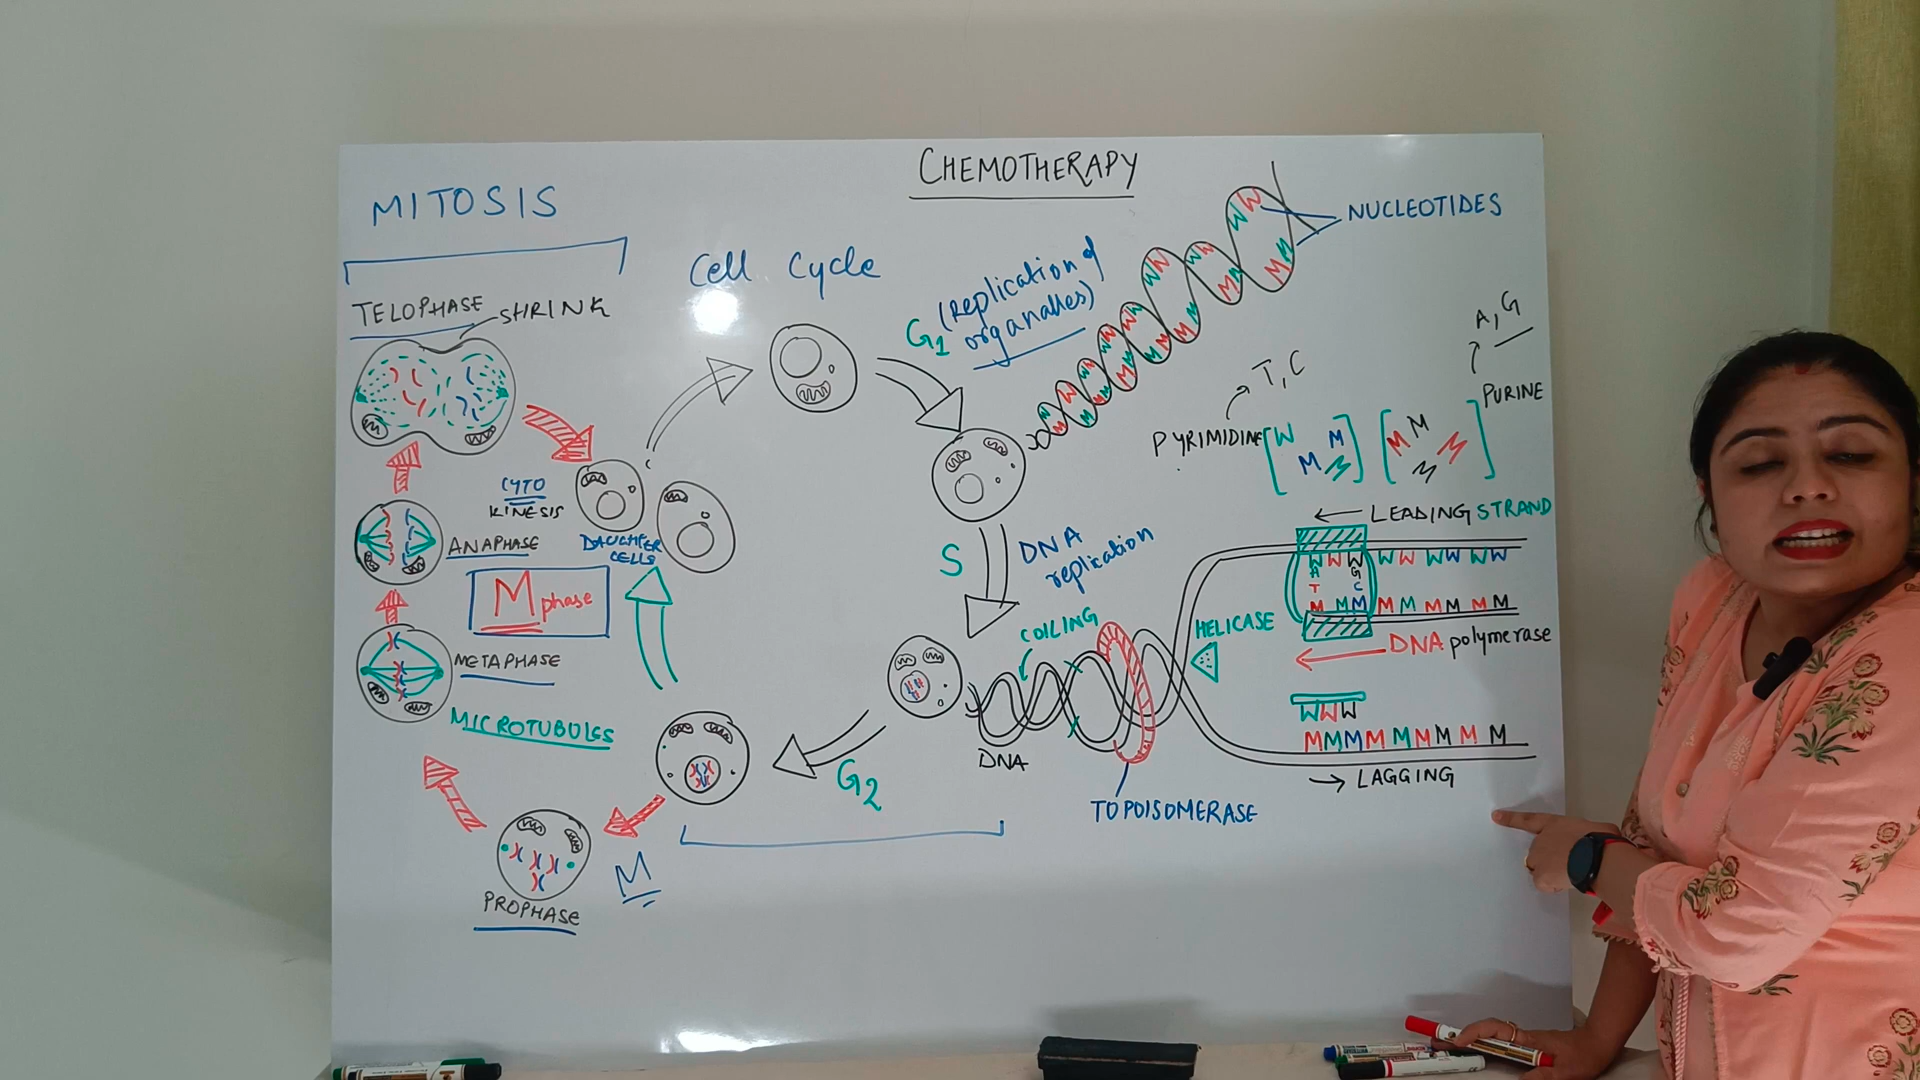 CHEMOTHERAPY
MITOSIS
Cell Cycle
TELOPHASE
SHRINK
G1 (replication of
organalles)
NUCLEOTIDES
A, G
PURINE
T, C
PYRIMIDINE
CYTO
KINESIS
DAUGHTER
CELLS
ANAPHASE
M phase
METAPHASE
MICROTUBULES
PROPHASE
M
G2
S
DNA
replication
COILING
DNA
TOPOISOMERASE
HELICASE
← LEADING STRAND
A G
T C
DNA polymerase
→ LAGGING